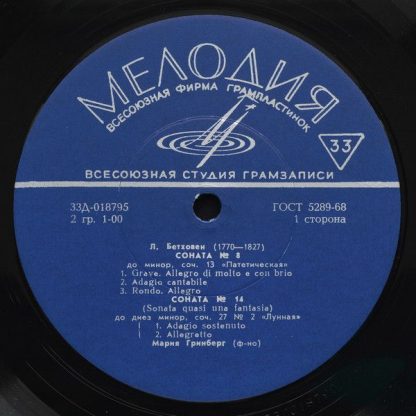 МЕЛОДИЯ
ВСЕСОЮЗНАЯ ФИРМА ГРАМПЛАСТИНОК
33
ВСЕСОЮЗНАЯ СТУДИЯ ГРАМЗАПИСИ
33Д-018795
ГОСТ 5289-68
2 гр. 1-00
1 сторона
Л. Бетховен (1770—1827)
СОНАТА № 8
до минор, соч. 13 «Патетическая»
1. Grave. Allegro di molto e con brio
2. Adagio cantabile
3. Rondo. Allegro
СОНАТА № 14
(Sonata quasi una fantasia)
до диез минор, соч. 27 № 2 «Лунная»
1. Adagio sostenuto
2. Allegretto
Мария Гринберг (ф-но)